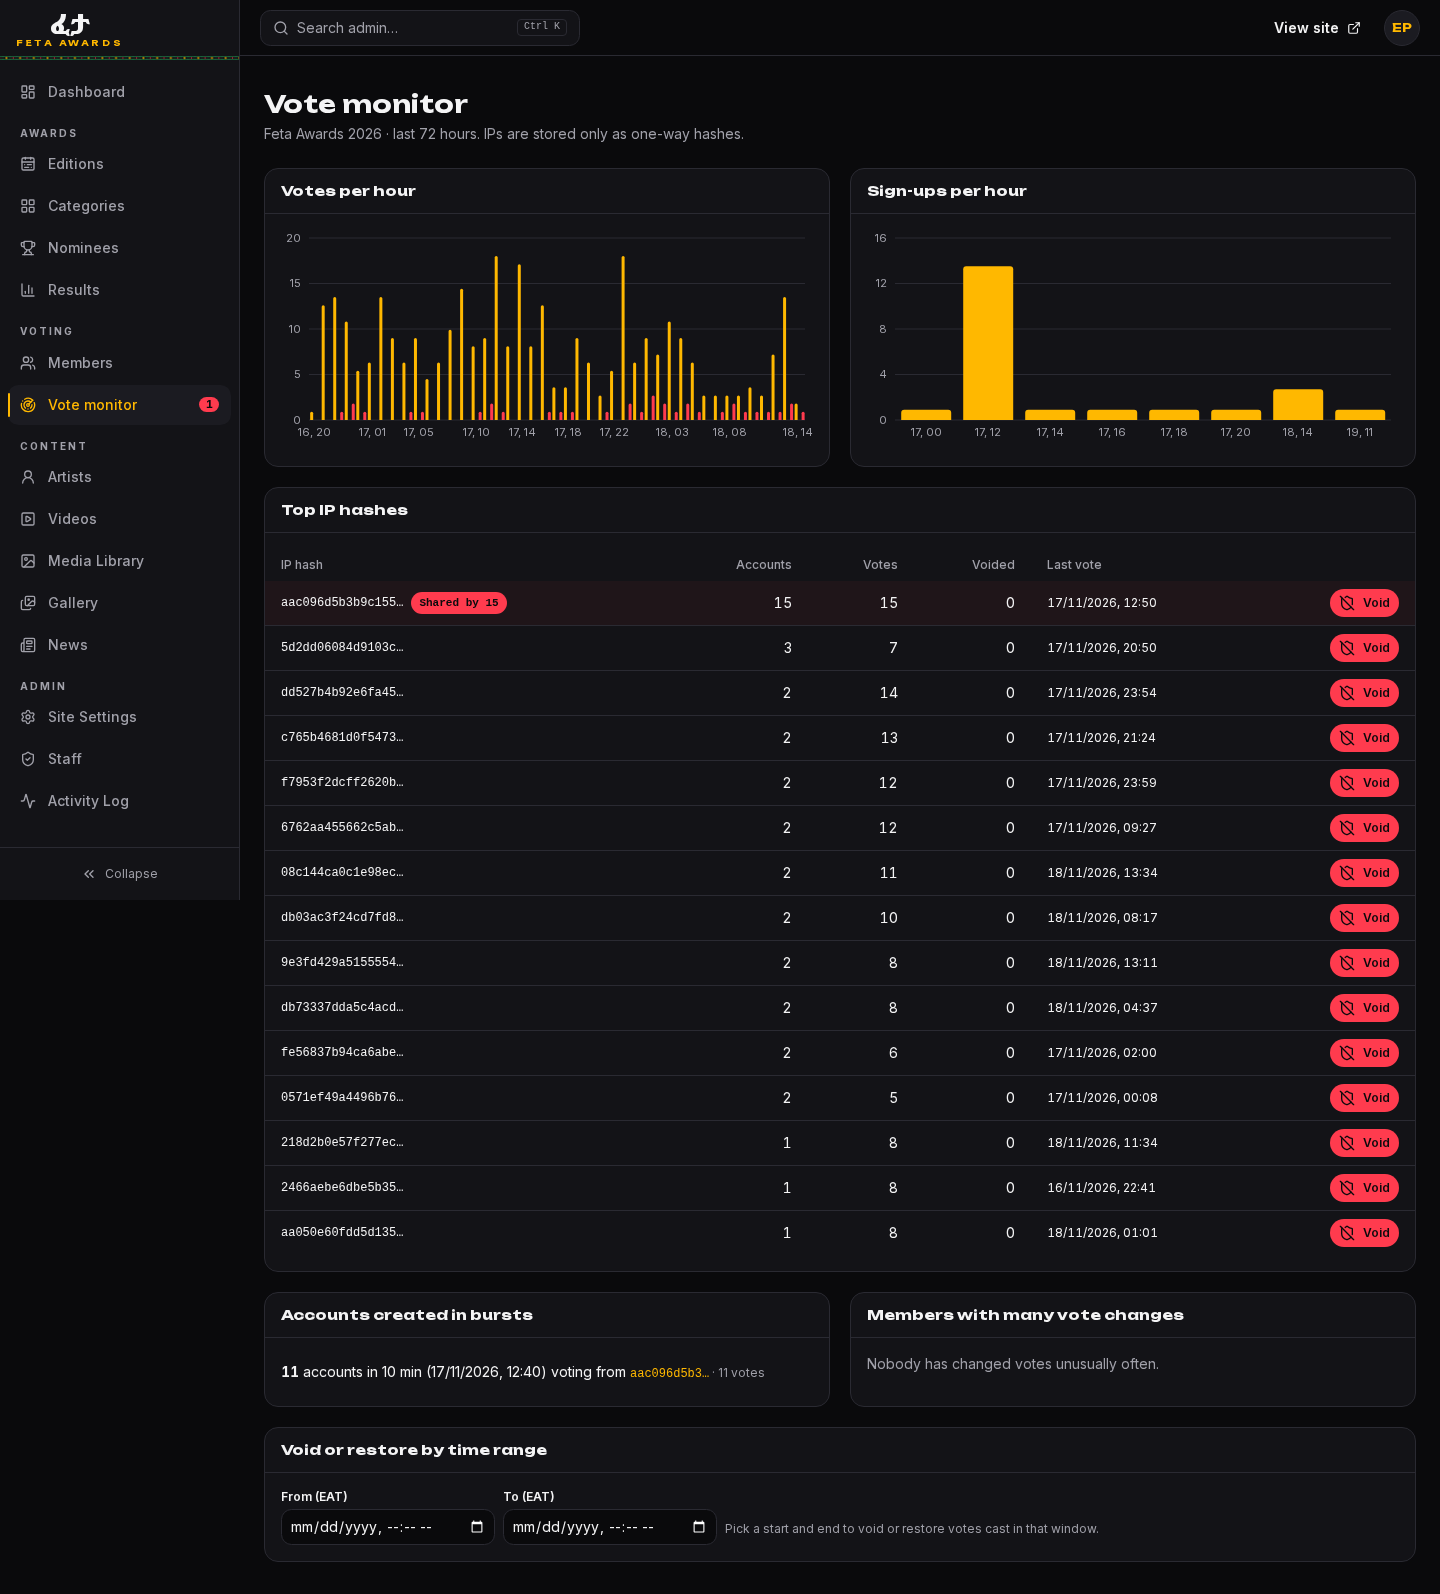 FETA AWARDS
Search admin...
Ctrl K
View site
EP
Dashboard
AWARDS
Editions
Categories
Nominees
Results
VOTING
Members
Vote monitor 1
CONTENT
Artists
Videos
Media Library
Gallery
News
ADMIN
Site Settings
Staff
Activity Log
Collapse
Vote monitor
Feta Awards 2026 · last 72 hours. IPs are stored only as one-way hashes.
Votes per hour
20
15
10
5
0
16, 20 17, 01 17, 05 17, 10 17, 14 17, 18 17, 22 18, 03 18, 08 18, 14
Sign-ups per hour
16
12
8
4
0
17, 00 17, 12 17, 14 17, 16 17, 18 17, 20 18, 14 19, 11
Top IP hashes
IP hash Accounts Votes Voided Last vote
aac096d5b3b9c155… Shared by 15 15 15 0 17/11/2026, 12:50 Void
5d2dd06084d9103c… 3 7 0 17/11/2026, 20:50 Void
dd527b4b92e6fa45… 2 14 0 17/11/2026, 23:54 Void
c765b4681d0f5473… 2 13 0 17/11/2026, 21:24 Void
f7953f2dcff2620b… 2 12 0 17/11/2026, 23:59 Void
6762aa455662c5ab… 2 12 0 17/11/2026, 09:27 Void
08c144ca0c1e98ec… 2 11 0 18/11/2026, 13:34 Void
db03ac3f24cd7fd8… 2 10 0 18/11/2026, 08:17 Void
9e3fd429a5155554… 2 8 0 18/11/2026, 13:11 Void
db73337dda5c4acd… 2 8 0 18/11/2026, 04:37 Void
fe56837b94ca6abe… 2 6 0 17/11/2026, 02:00 Void
0571ef49a4496b76… 2 5 0 17/11/2026, 00:08 Void
218d2b0e57f277ec… 1 8 0 18/11/2026, 11:34 Void
2466aebe6dbe5b35… 1 8 0 16/11/2026, 22:41 Void
aa050e60fdd5d135… 1 8 0 18/11/2026, 01:01 Void
Accounts created in bursts
11 accounts in 10 min (17/11/2026, 12:40) voting from aac096d5b3… · 11 votes
Members with many vote changes
Nobody has changed votes unusually often.
Void or restore by time range
From (EAT) To (EAT)
mm/dd/yyyy, --:-- -- mm/dd/yyyy, --:-- -- Pick a start and end to void or restore votes cast in that window.